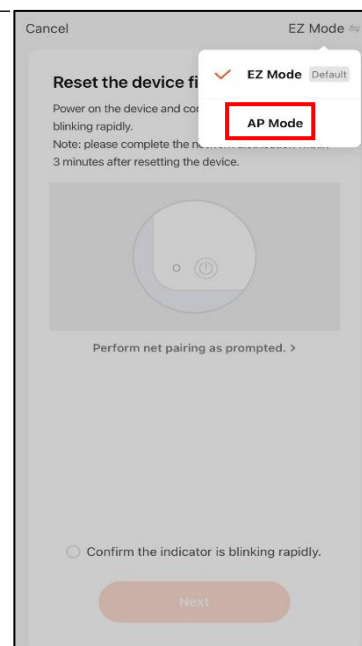 Cancel
EZ Mode
EZ Mode Default
AP Mode
Reset the device fi
Power on the device and con
blinking rapidly.
Note: please complete the
3 minutes after resetting the device.
Perform net pairing as prompted. >
Confirm the indicator is blinking rapidly.
Next